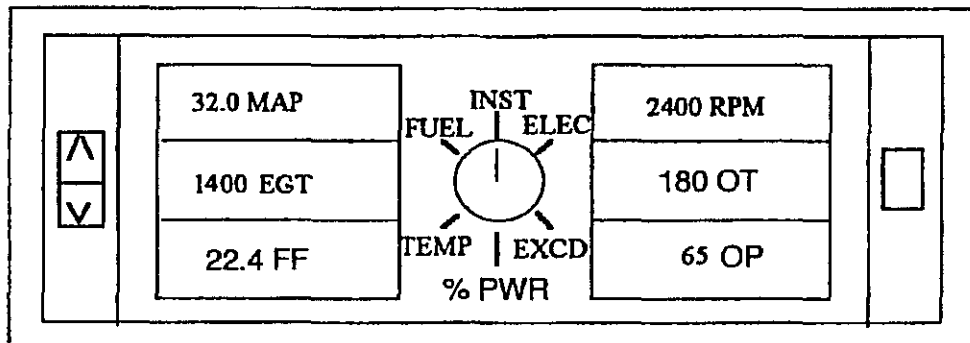 32.0 MAP
1400 EGT
22.4 FF
INST
FUEL
ELEC
TEMP
EXCD
% PWR
2400 RPM
180 OT
65 OP